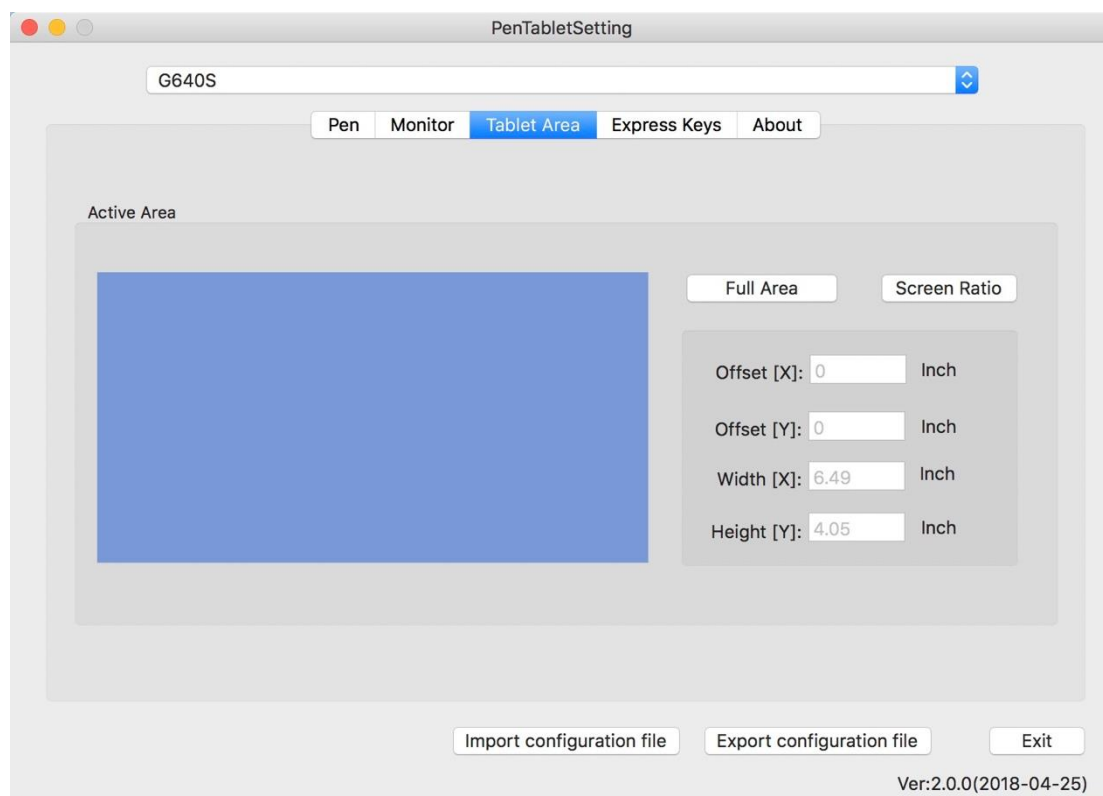 PenTabletSetting
G640S
Pen Monitor Tablet Area Express Keys About
Active Area
Full Area Screen Ratio
Offset [X]: 0 Inch
Offset [Y]: 0 Inch
Width [X]: 6.49 Inch
Height [Y]: 4.05 Inch
Import configuration file Export configuration file Exit
Ver:2.0.0(2018-04-25)